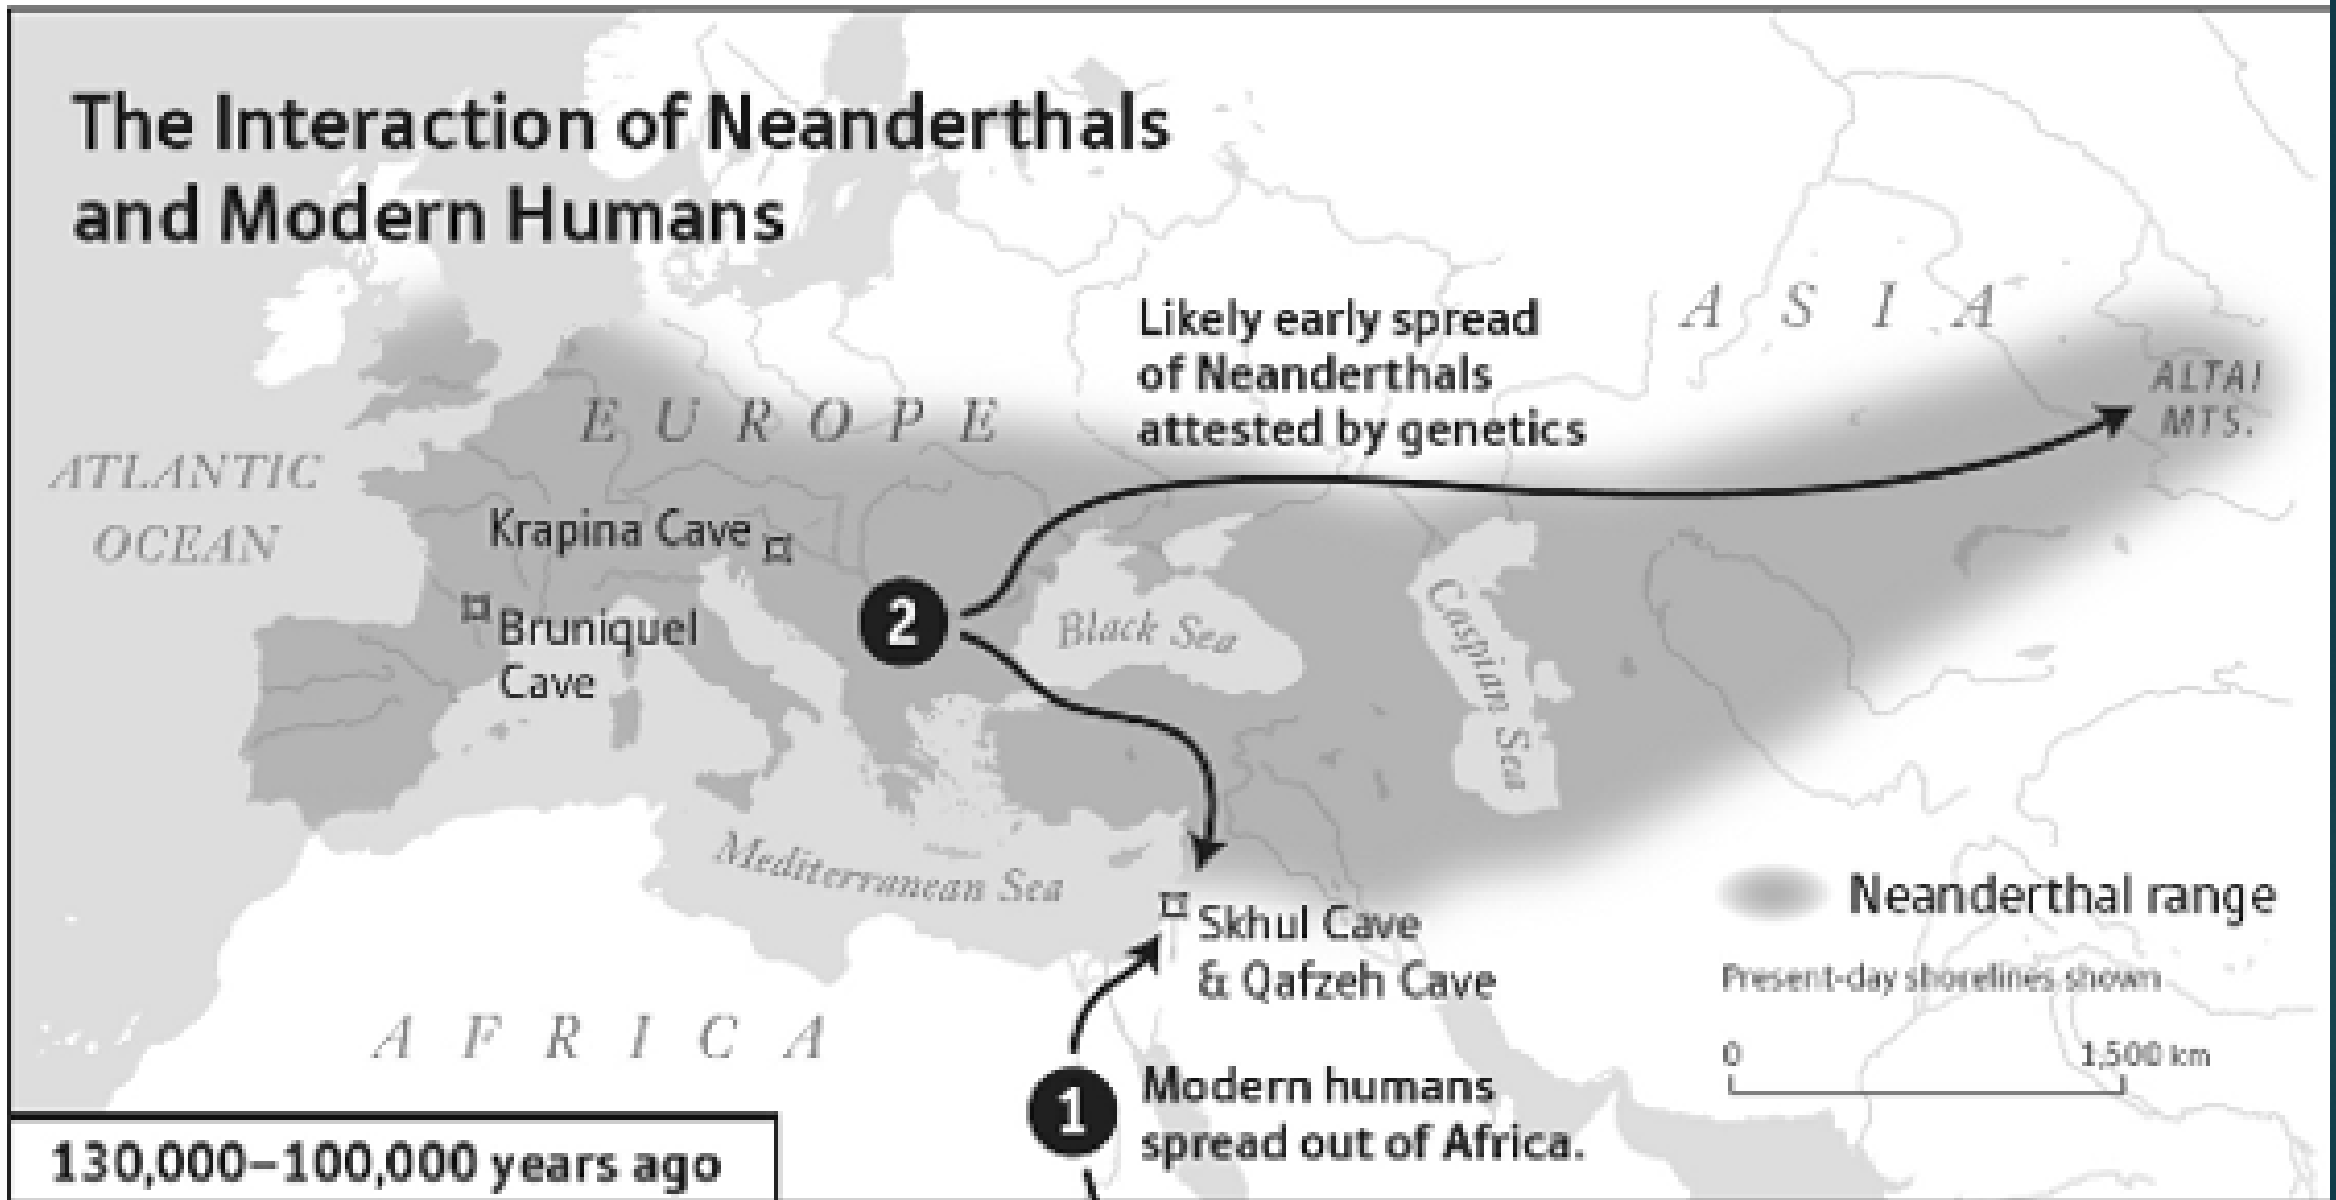 The Interaction of Neanderthals
and Modern Humans
Likely early spread
of Neanderthals
attested by genetics
ASIA
ALTAI
MTS.
EUROPE
ATLANTIC
OCEAN
Krapina Cave
2
Bruniquel
Cave
Black Sea
Caspian Sea
Mediterranean Sea
Skhul Cave
& Qafzeh Cave
Neanderthal range
Present-day shorelines shown
0 1,500 km
AFRICA
1
Modern humans
spread out of Africa.
130,000–100,000 years ago